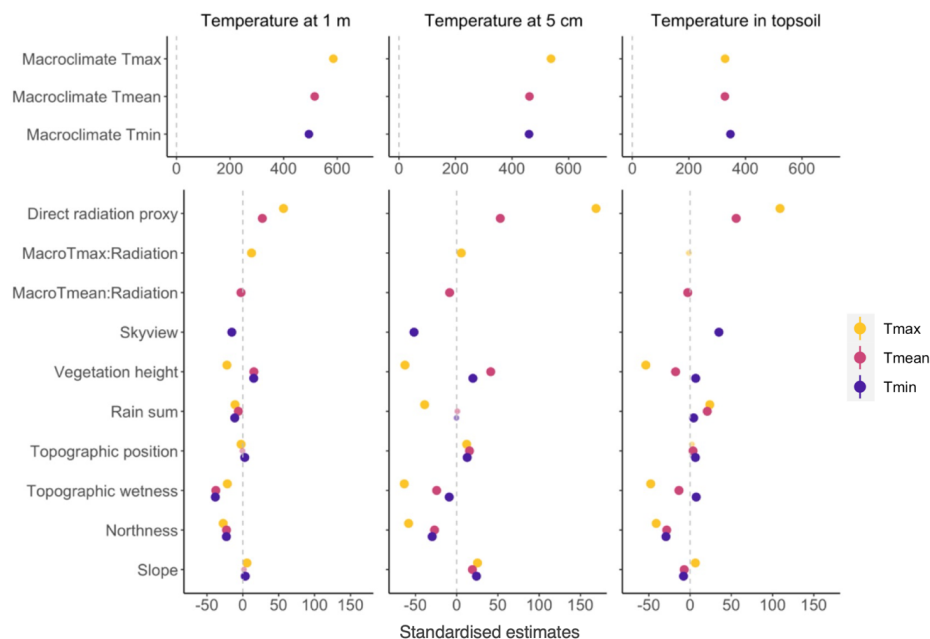 Temperature at 1 m
Temperature at 5 cm
Temperature in topsoil
Macroclimate Tmax
Macroclimate Tmean
Macroclimate Tmin
0 200 400 600
0 200 400 600
0 200 400 600
Direct radiation proxy
MacroTmax:Radiation
MacroTmean:Radiation
Skyview
Vegetation height
Rain sum
Topographic position
Topographic wetness
Northness
Slope
-50 0 50 100 150
-50 0 50 100 150
-50 0 50 100 150
Standardised estimates
Tmax
Tmean
Tmin